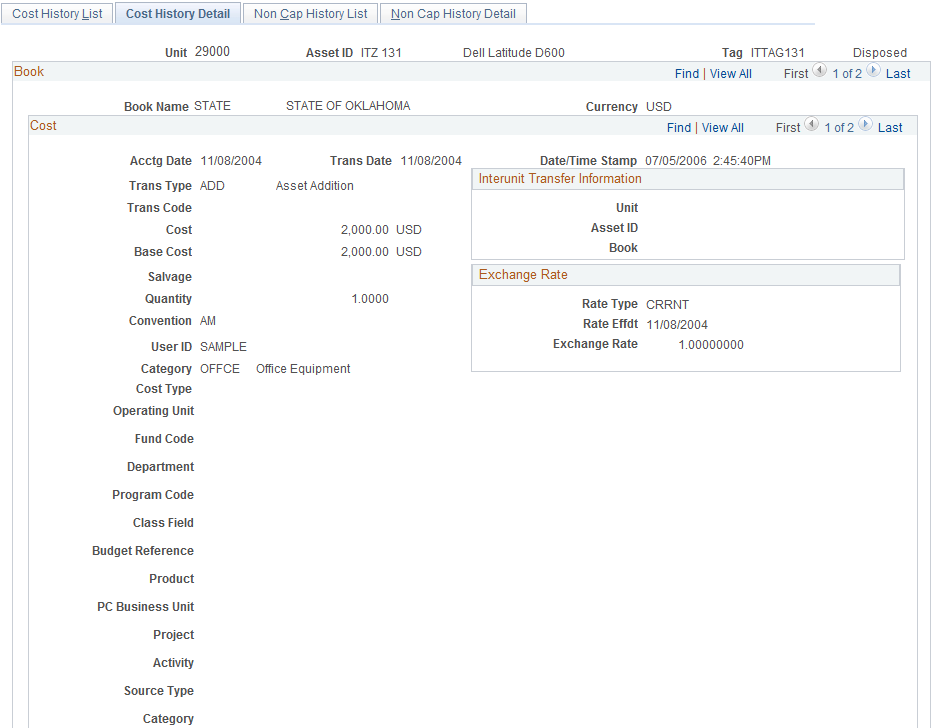 Cost History List Cost History Detail Non Cap History List Non Cap History Detail
Unit 29000 Asset ID ITZ 131 Dell Latitude D600 Tag ITTAG131 Disposed
Book Find | View All First 1 of 2 Last
Book Name STATE STATE OF OKLAHOMA Currency USD
Cost Find | View All First 1 of 2 Last
Acctg Date 11/08/2004 Trans Date 11/08/2004 Date/Time Stamp 07/05/2006 2:45:40PM
Trans Type ADD Asset Addition
Trans Code
Cost 2,000.00 USD
Base Cost 2,000.00 USD
Salvage
Quantity 1.0000
Convention AM
User ID SAMPLE
Category OFFCE Office Equipment
Cost Type
Interunit Transfer Information
Unit
Asset ID
Book
Exchange Rate
Rate Type CRRNT
Rate Effdt 11/08/2004
Exchange Rate 1.00000000
Operating Unit
Fund Code
Department
Program Code
Class Field
Budget Reference
Product
PC Business Unit
Project
Activity
Source Type
Category